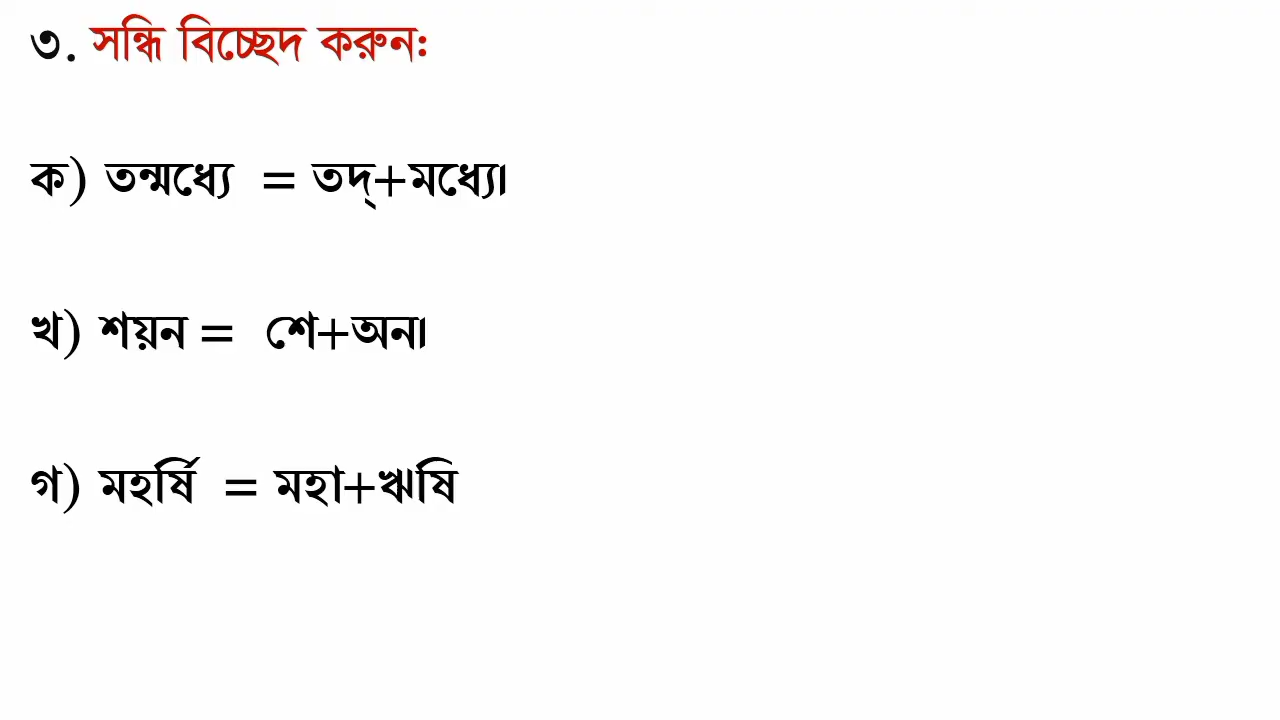 ৩. সন্ধি বিচ্ছেদ করুনঃ
ক) তন্মধ্যে = তদ্+মধ্যে।
খ) শয়ন = শে+অন।
গ) মহর্ষি = মহা+ঋষি